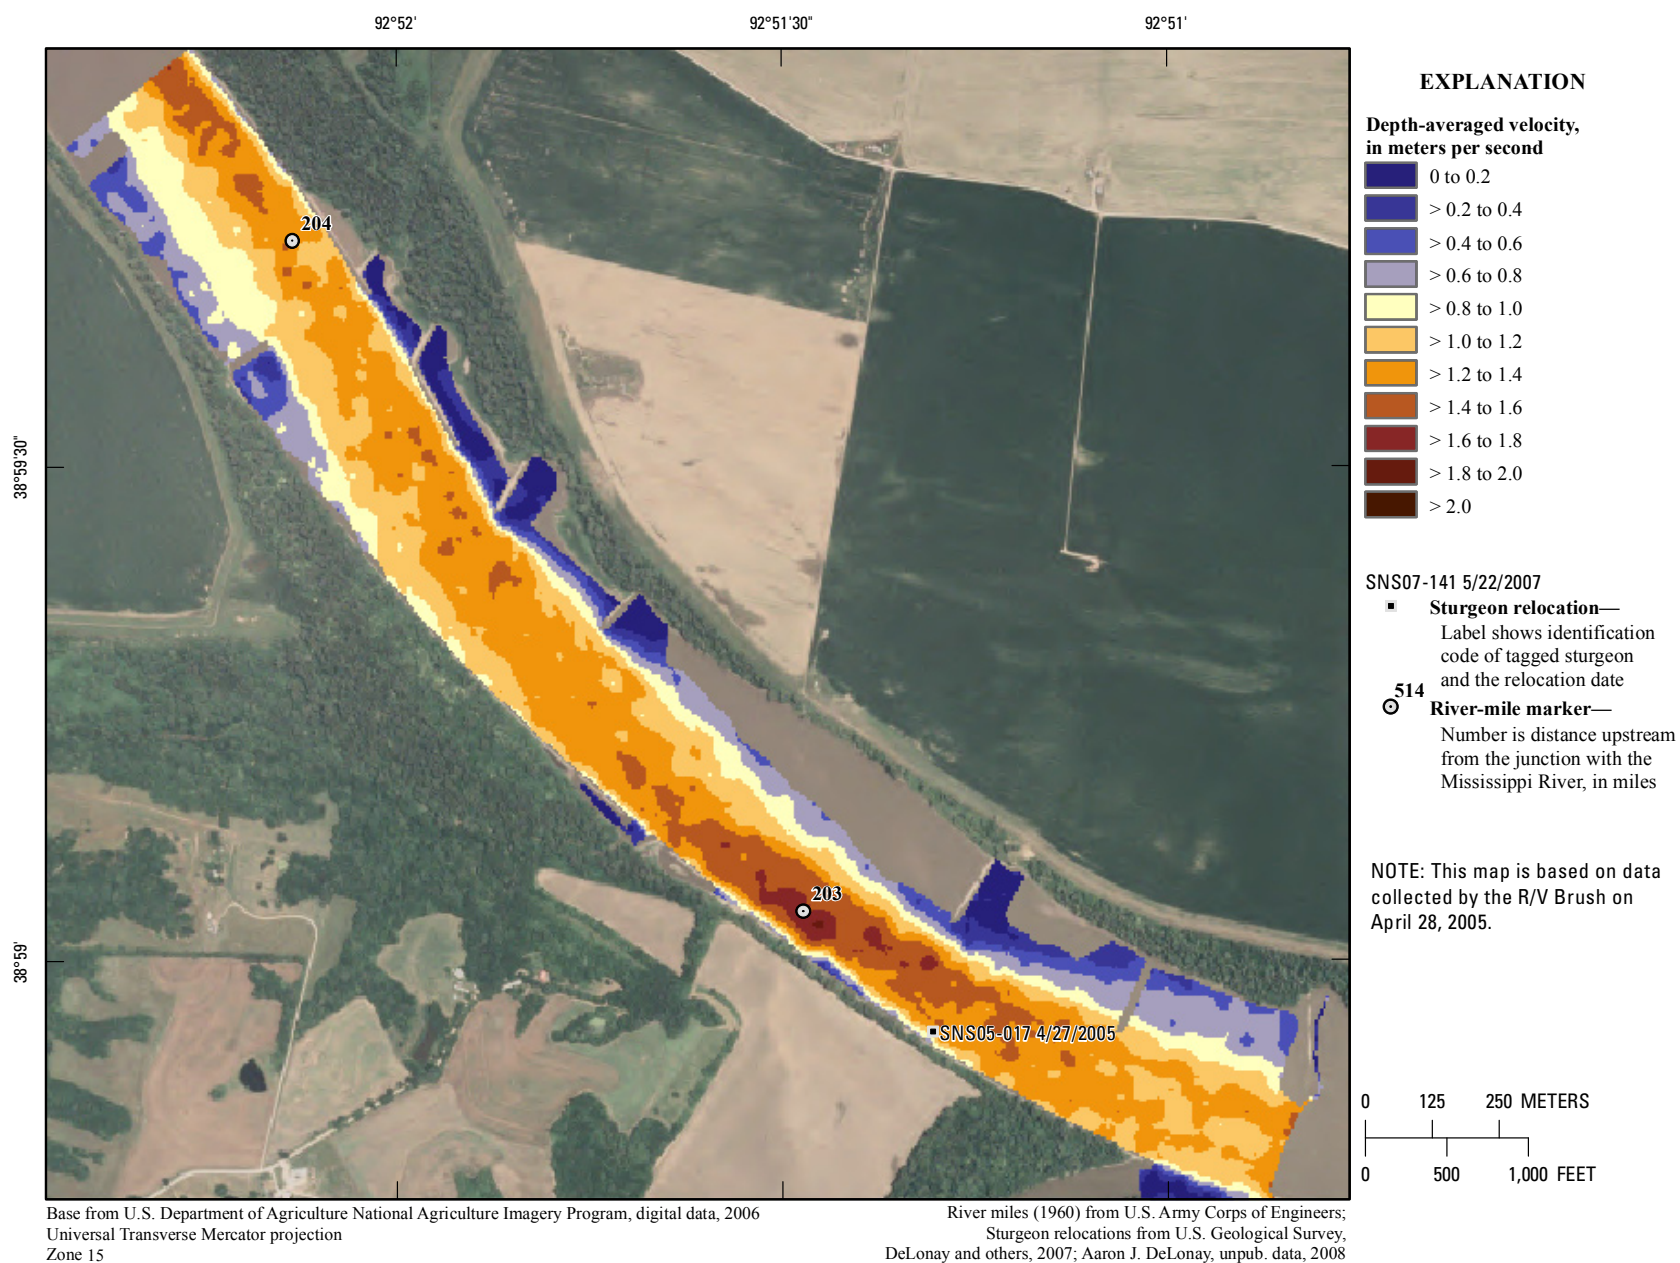 92°52'
92°51'30"
92°51'
38°59'30"
38°59'
204
203
SNS05-017 4/27/2005
EXPLANATION
Depth-averaged velocity,
in meters per second
0 to 0.2
> 0.2 to 0.4
> 0.4 to 0.6
> 0.6 to 0.8
> 0.8 to 1.0
> 1.0 to 1.2
> 1.2 to 1.4
> 1.4 to 1.6
> 1.6 to 1.8
> 1.8 to 2.0
> 2.0
SNS07-141 5/22/2007
Sturgeon relocation—
Label shows identification
code of tagged sturgeon
and the relocation date
514
River-mile marker—
Number is distance upstream
from the junction with the
Mississippi River, in miles
NOTE: This map is based on data
collected by the R/V Brush on
April 28, 2005.
0 125 250 METERS
0 500 1,000 FEET
Base from U.S. Department of Agriculture National Agriculture Imagery Program, digital data, 2006
Universal Transverse Mercator projection
Zone 15
River miles (1960) from U.S. Army Corps of Engineers;
Sturgeon relocations from U.S. Geological Survey,
DeLonay and others, 2007; Aaron J. DeLonay, unpub. data, 2008